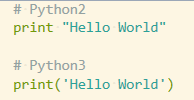 # Python2
print "Hello World"
# Python3
print('Hello World')